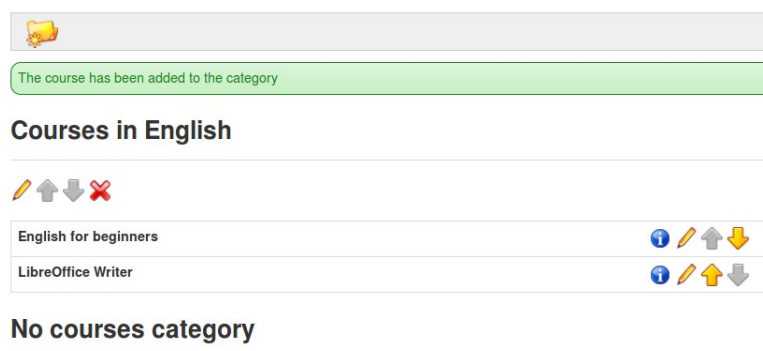 The course has been added to the category
Courses in English
English for beginners
LibreOffice Writer
No courses category